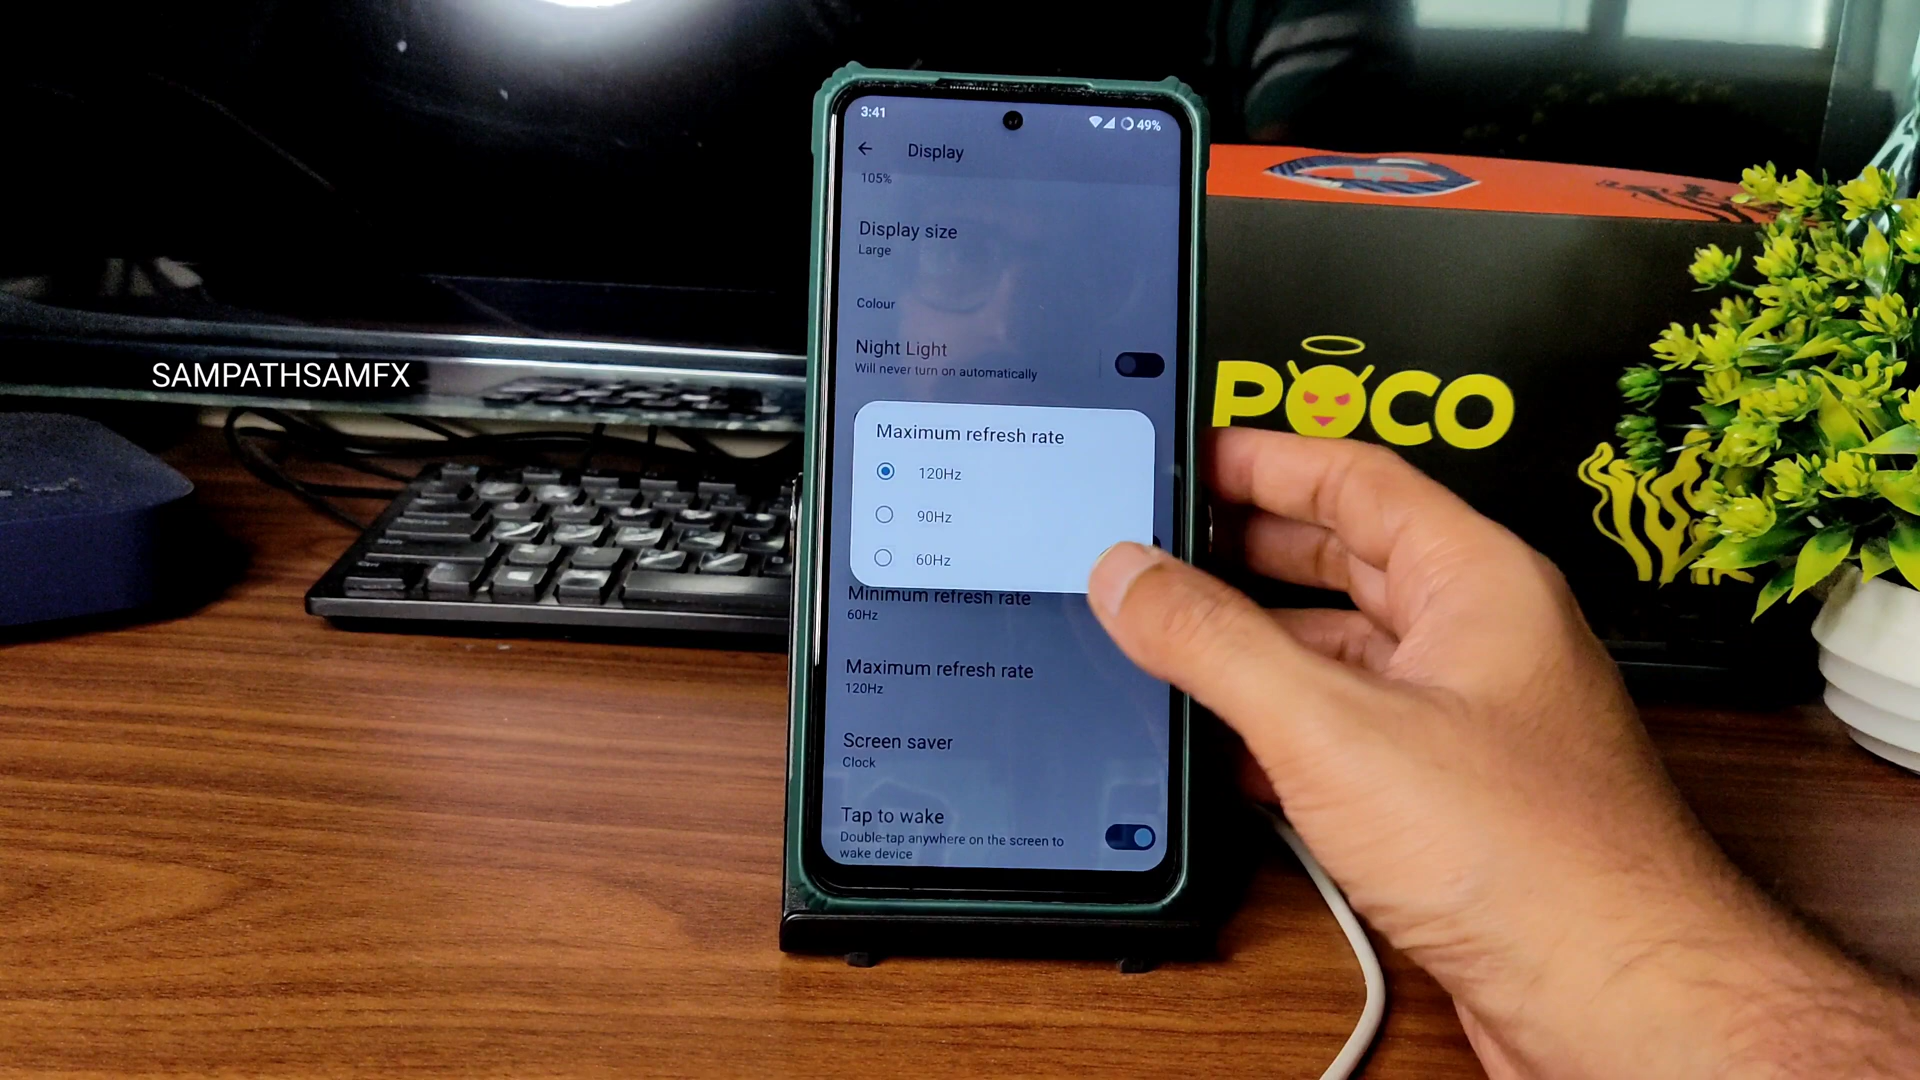 3:41
49%
Display
105%
Display size
Large
Colour
Night Light
Will never turn on automatically
SAMPATHSAMFX
POCO
Maximum refresh rate
120Hz
90Hz
60Hz
Minimum refresh rate
60Hz
Maximum refresh rate
120Hz
Screen saver
Clock
Tap to wake
Double-tap anywhere on the screen to
wake device